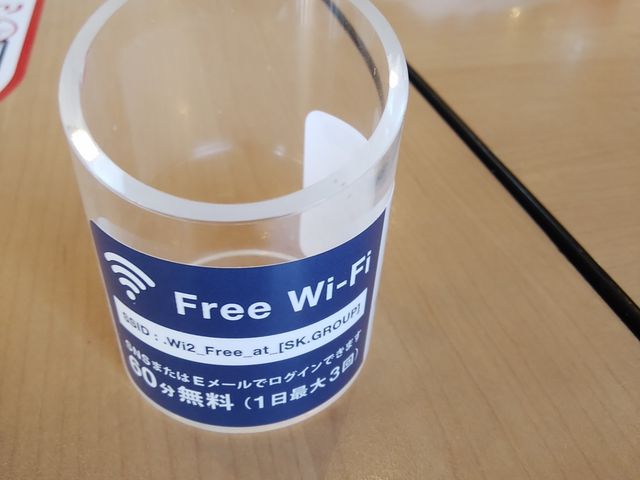 Free Wi-Fi
SSID：.Wi2_Free_at_[SK.GROUP]
SNSまたはEメールでログインできます
60分無料（1日最大3回）